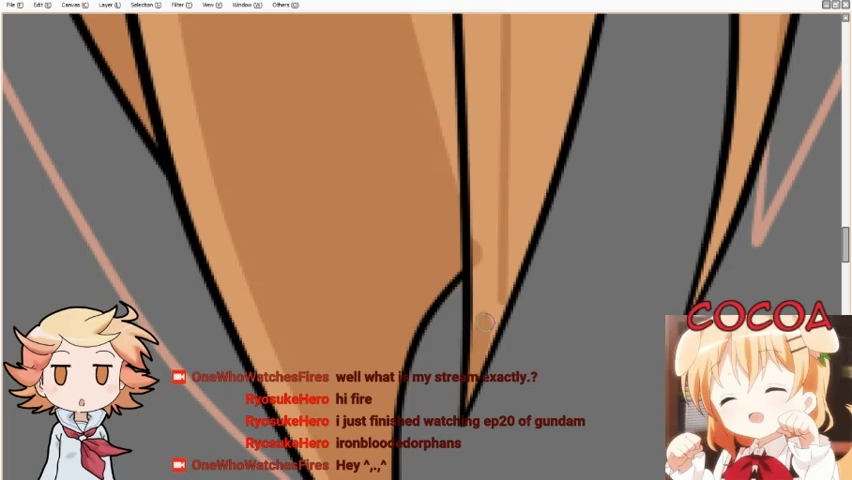 File (F) Edit (E) Canvas (C) Layer (L) Selection (S) Filter (T) View (V) Window (W) Others (O)
COCOA
OneWhoWatchesFires well what is my stream exactly.?
RyosukeHero hi fire
RyosukeHero i just finished watching ep20 of gundam
RyosukeHero ironbloodedorphans
OneWhoWatchesFires Hey ^,.,^